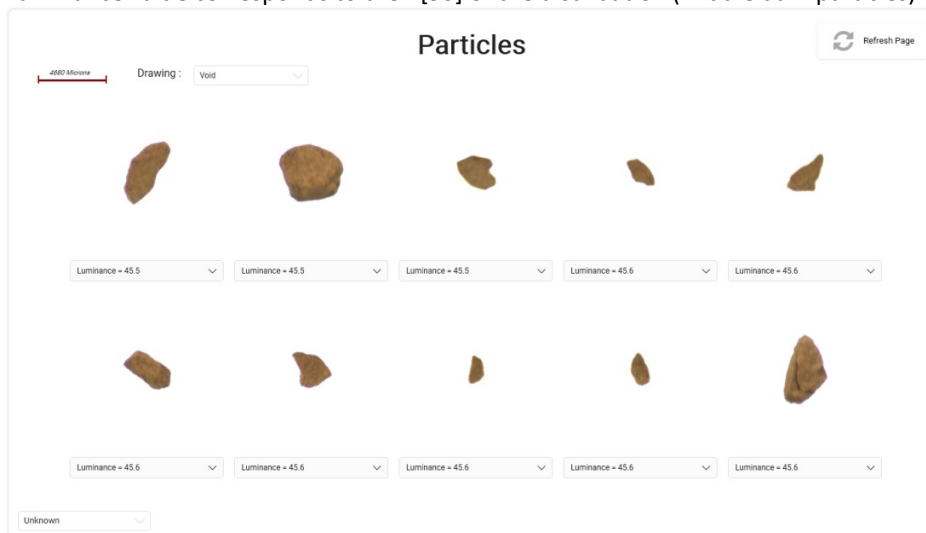 Particles
Refresh Page
4680 Microns
Drawing :
Void
Luminance = 45.5
Luminance = 45.5
Luminance = 45.5
Luminance = 45.6
Luminance = 45.6
Luminance = 45.6
Luminance = 45.6
Luminance = 45.6
Luminance = 45.6
Luminance = 45.6
Unknown